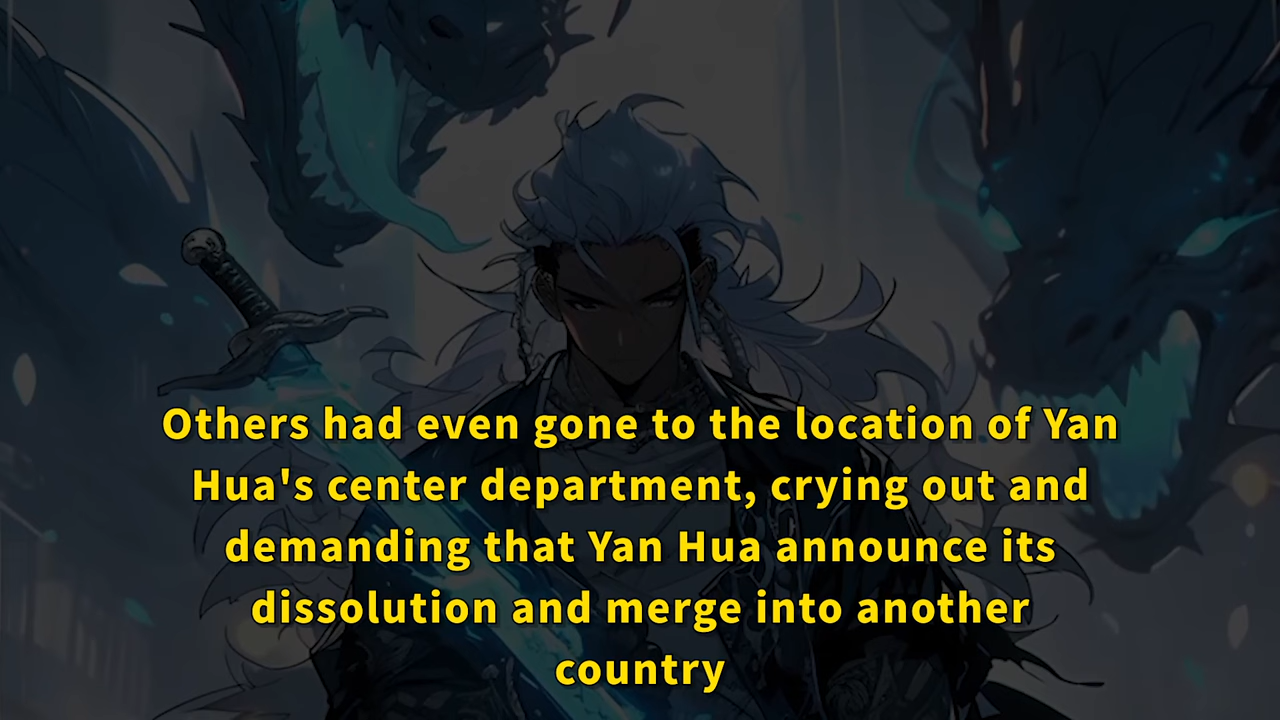 Others had even gone to the location of Yan
Hua's center department, crying out and
demanding that Yan Hua announce its
dissolution and merge into another
country